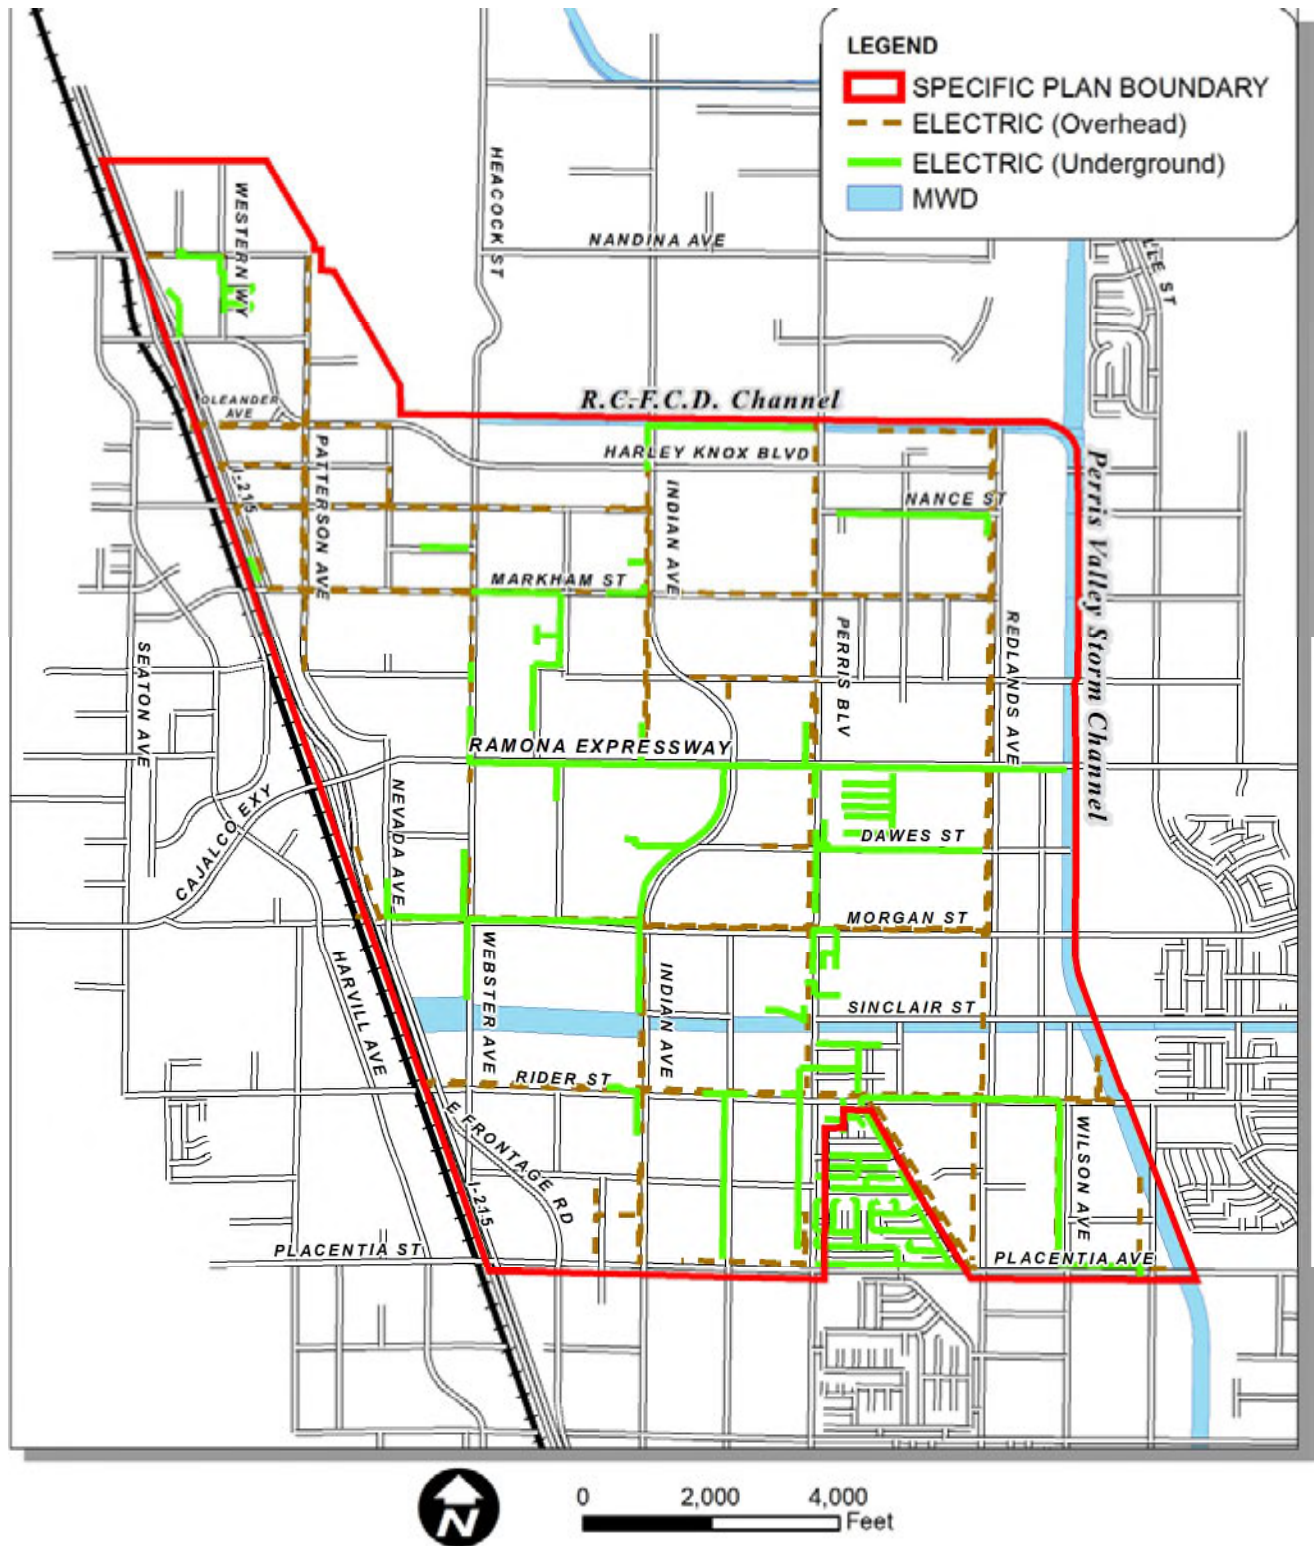 LEGEND
SPECIFIC PLAN BOUNDARY
ELECTRIC (Overhead)
ELECTRIC (Underground)
MWD
HEACOCK ST
WESTERN WY
NANDINA AVE
LLE ST
OLEANDER
AVE
R.C.F.C.D. Channel
HARLEY KNOX BLVD
PATTERSON AVE
I-215
INDIAN AVE
NANCE ST
Perris Valley Storm Channel
MARKHAM ST
SEATON AVE
PERRIS BLV
REDLANDS AVE
RAMONA EXPRESSWAY
NEVADA AVE
CAJALCO EXY
DAWES ST
MORGAN ST
HARVILL AVE
WEBSTER AVE
INDIAN AVE
SINCLAIR ST
RIDER ST
E FRONTAGE RD
WILSON AVE
I-215
PLACENTIA ST
PLACENTIA AVE
N
0 2,000 4,000
Feet